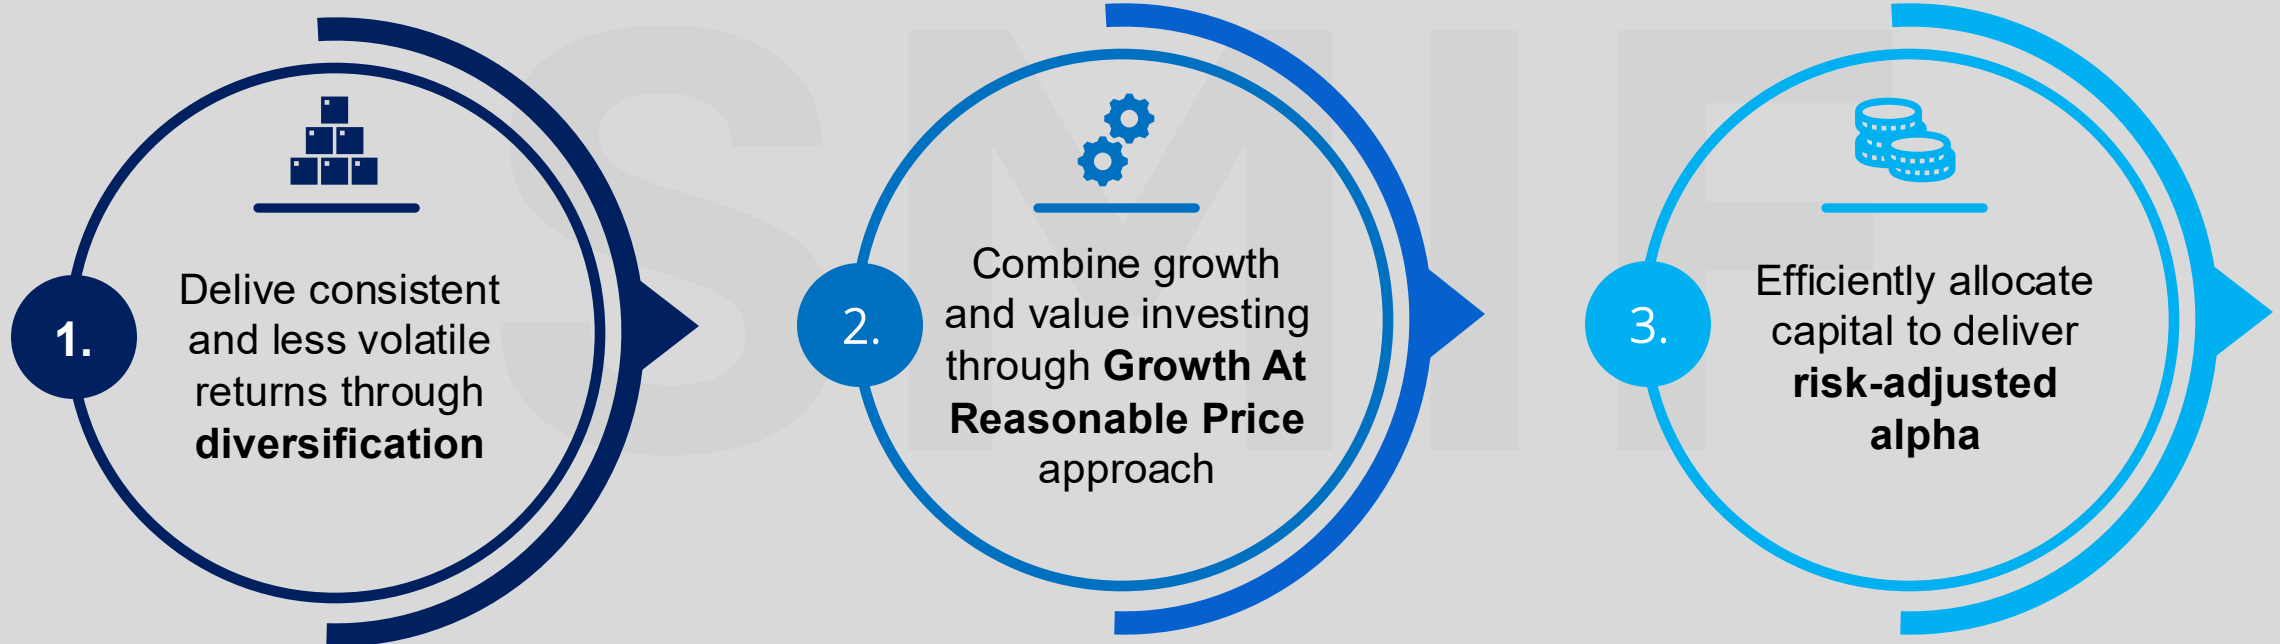 SMIF
1.
Delive consistent
and less volatile
returns through
diversification
2.
Combine growth
and value investing
through Growth At
Reasonable Price
approach
3.
Efficiently allocate
capital to deliver
risk-adjusted
alpha